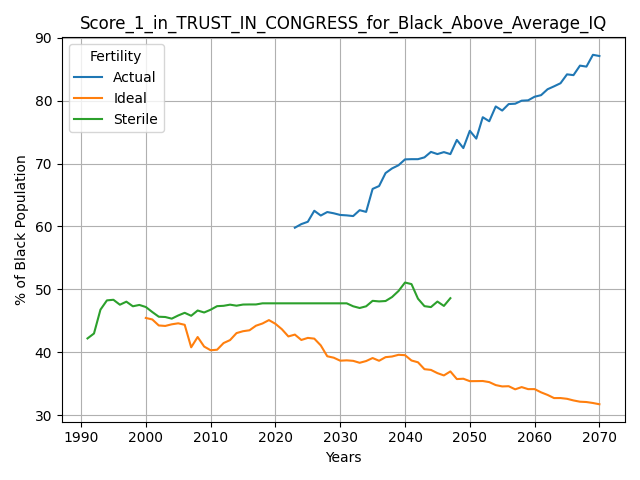 Score_1_in_TRUST_IN_CONGRESS_for_Black_Above_Average_IQ
Fertility
Actual
Ideal
Sterile
% of Black Population
90
80
70
60
50
40
30
1990 2000 2010 2020 2030 2040 2050 2060 2070
Years